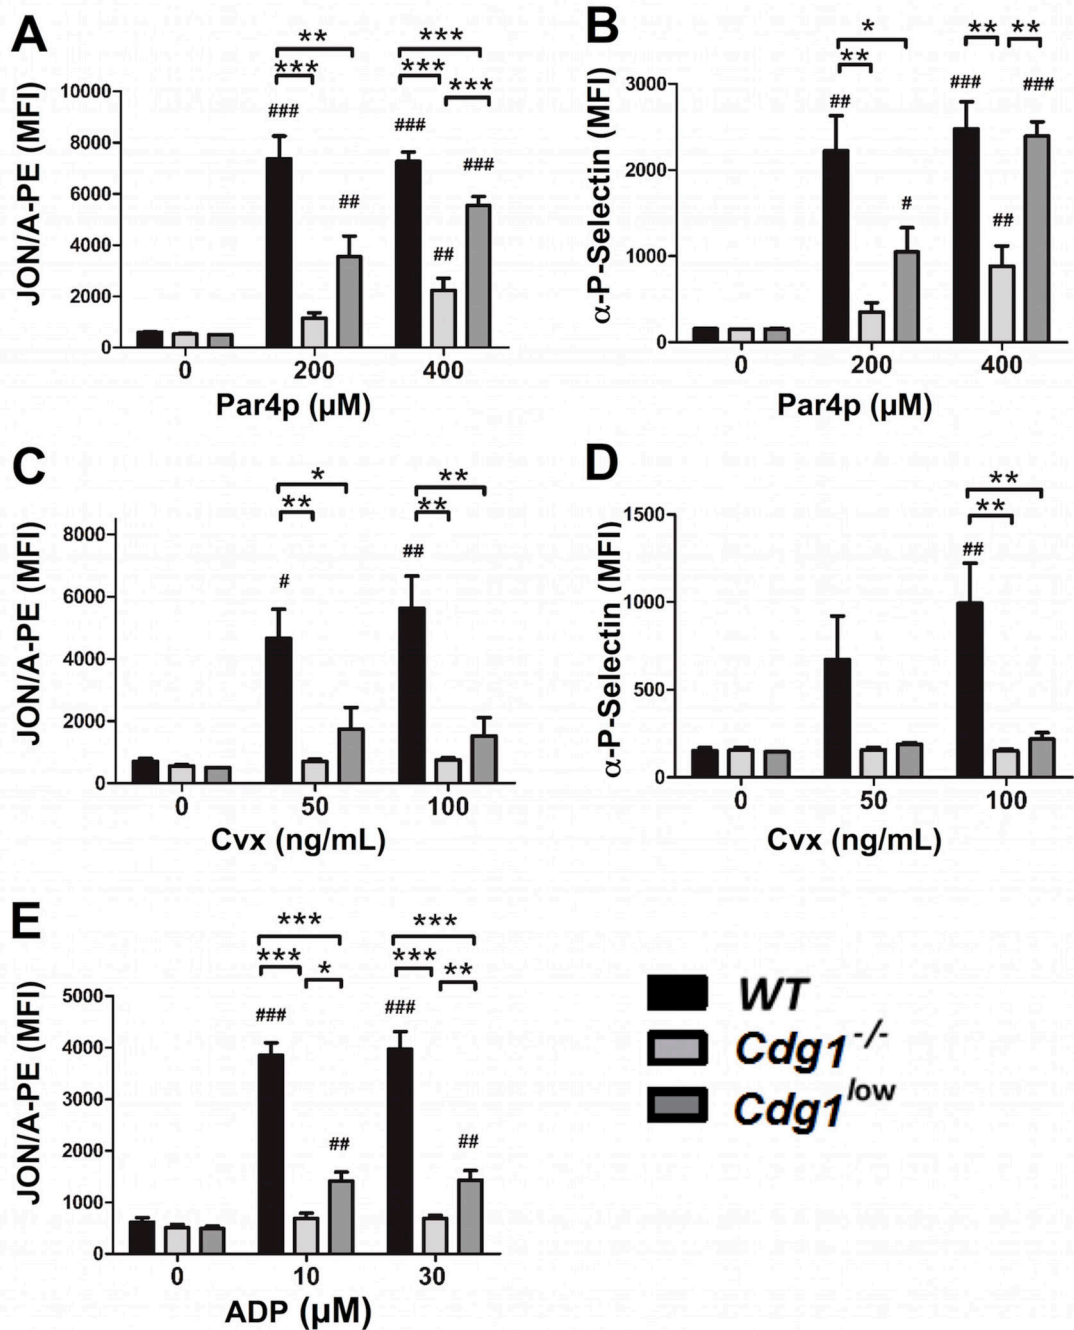 A
** ***
*** ***
***
JON/A-PE (MFI)
10000
8000
6000
4000
2000
0
### ### ###
## ##
0 200 400
Par4p (µM)
B
* ** **
**
α-P-Selectin (MFI)
3000
2000
1000
0
## ### ###
# ##
0 200 400
Par4p (µM)
C
* **
** **
JON/A-PE (MFI)
8000
6000
4000
2000
0
# ##
0 50 100
Cvx (ng/mL)
D
**
**
α-P-Selectin (MFI)
1500
1000
500
0
##
0 50 100
Cvx (ng/mL)
E
*** ***
*** * *** **
JON/A-PE (MFI)
5000
4000
3000
2000
1000
0
### ###
## ##
0 10 30
ADP (µM)
WT
Cdg1-/-
Cdg1low